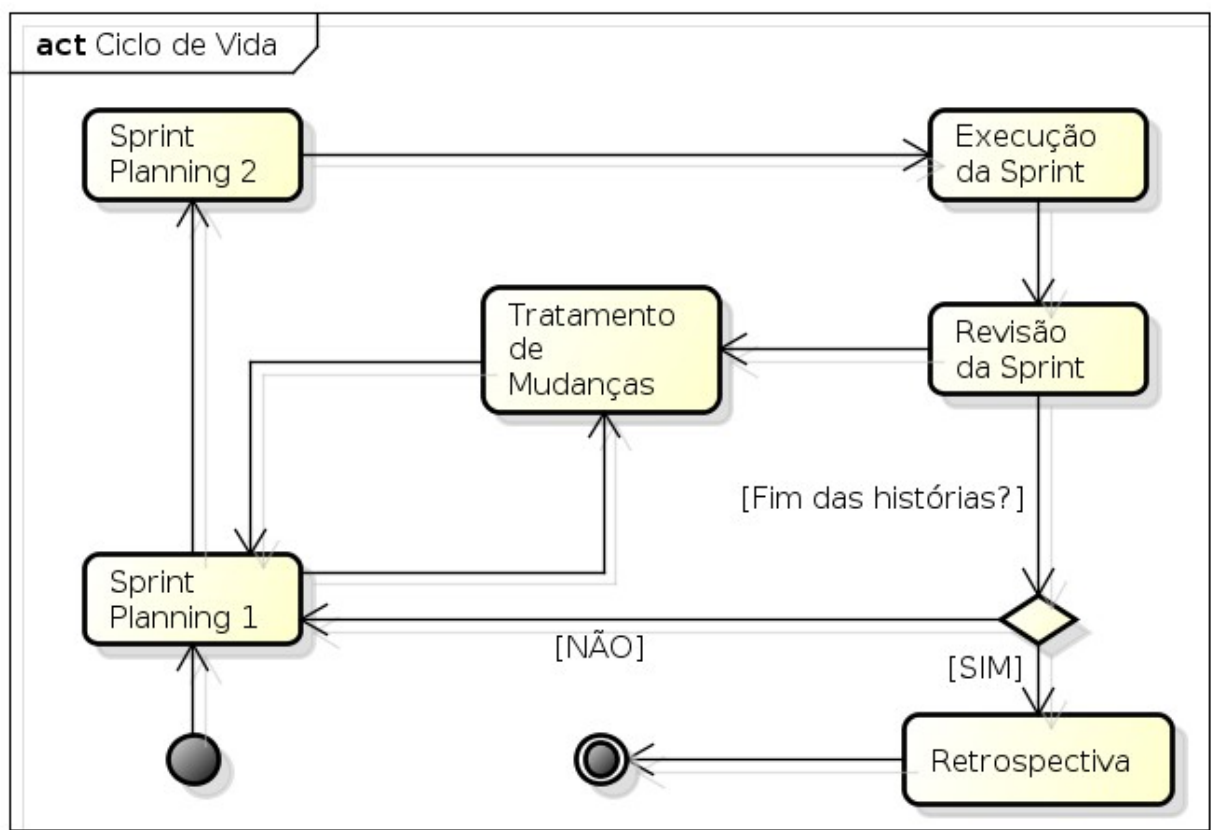 act Ciclo de Vida
Sprint
Planning 2
Execução
da Sprint
Tratamento
de
Mudanças
Revisão
da Sprint
[Fim das histórias?]
Sprint
Planning 1
[NÃO]
[SIM]
Retrospectiva